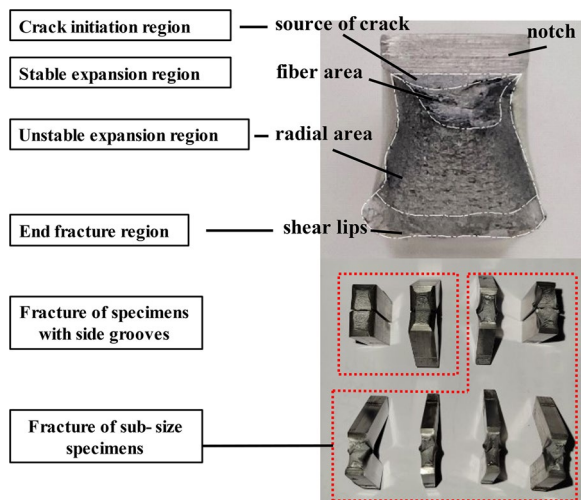 Crack initiation region
source of crack
notch
Stable expansion region
fiber area
Unstable expansion region
radial area
End fracture region
shear lips
Fracture of specimens
with side grooves
Fracture of sub- size
specimens